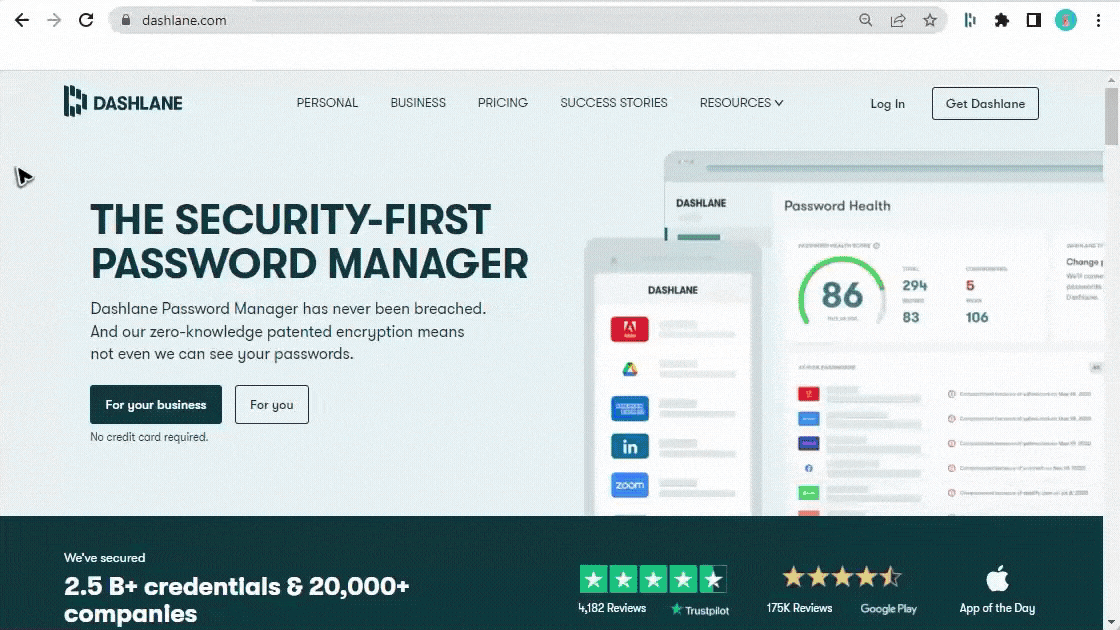 dashlane.com
DASHLANE
PERSONAL
BUSINESS
PRICING
SUCCESS STORIES
RESOURCES
Log In
Get Dashlane
THE SECURITY-FIRST
PASSWORD MANAGER
Dashlane Password Manager has never been breached.
And our zero-knowledge patented encryption means
not even we can see your passwords.
For your business
For you
No credit card required.
DASHLANE
Password Health
PASSWORD HEALTH SCORE
86
TOTAL
294
5
83
106
Change
DASHLANE
in
zoom
We've secured
2.5 B+ credentials & 20,000+
companies
4,182 Reviews
Trustpilot
175K Reviews
Google Play
App of the Day